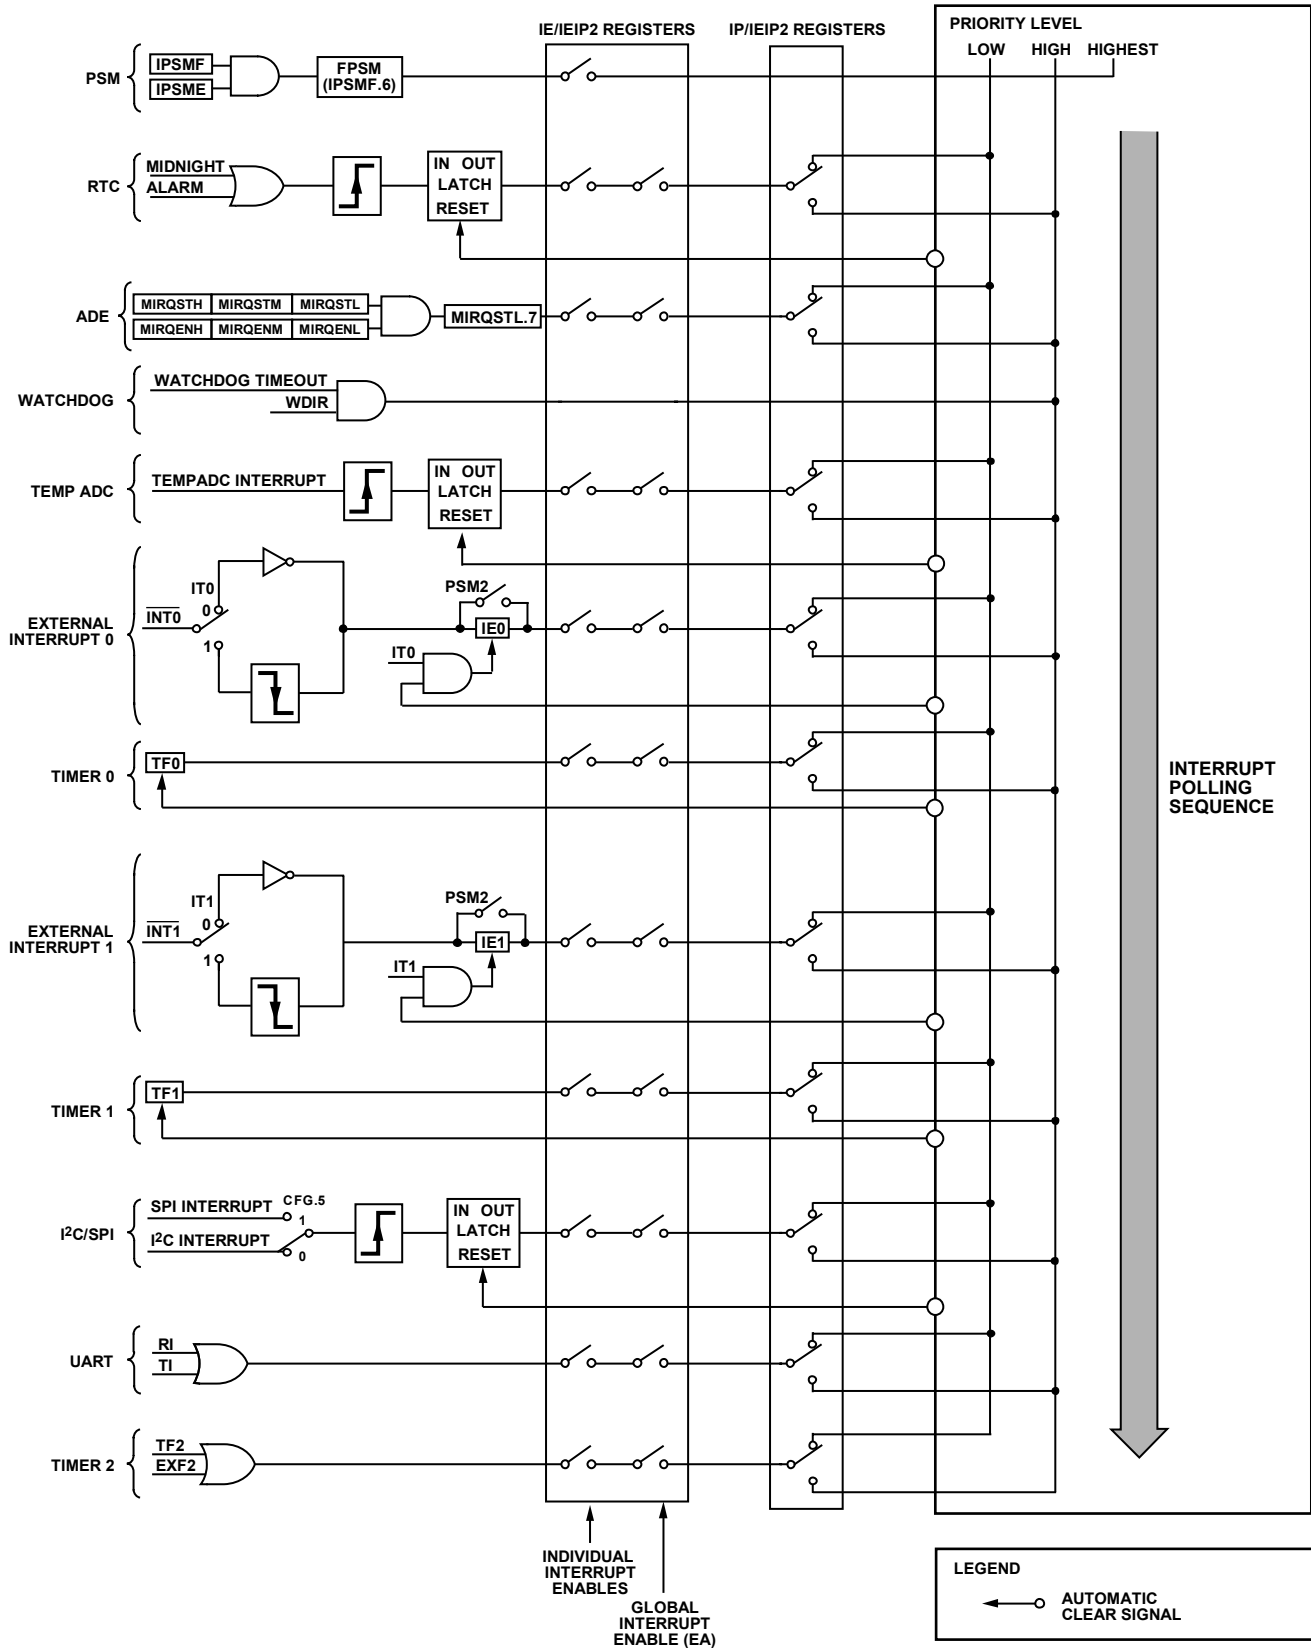 IE/IEIP2 REGISTERS
IP/IEIP2 REGISTERS
PRIORITY LEVEL
LOW
HIGH
HIGHEST
PSM
IPSMF
IPSME
FPSM
(IPSMF.6)
RTC
MIDNIGHT
ALARM
IN OUT
LATCH
RESET
ADE
MIRQSTH
MIRQSTM
MIRQSTL
MIRQENH
MIRQENM
MIRQENL
MIRQSTL.7
WATCHDOG
WATCHDOG TIMEOUT
WDIR
TEMP ADC
TEMPADC INTERRUPT
IN OUT
LATCH
RESET
EXTERNAL
INTERRUPT 0
INT0
IT0
0
1
PSM2
IE0
IT0
TIMER 0
TF0
INTERRUPT
POLLING
SEQUENCE
EXTERNAL
INTERRUPT 1
INT1
IT1
0
1
PSM2
IE1
IT1
TIMER 1
TF1
I²C/SPI
SPI INTERRUPT
I²C INTERRUPT
CFG.5
1
0
IN OUT
LATCH
RESET
UART
RI
TI
TIMER 2
TF2
EXF2
INDIVIDUAL
INTERRUPT
ENABLES
GLOBAL
INTERRUPT
ENABLE (EA)
LEGEND
AUTOMATIC
CLEAR SIGNAL